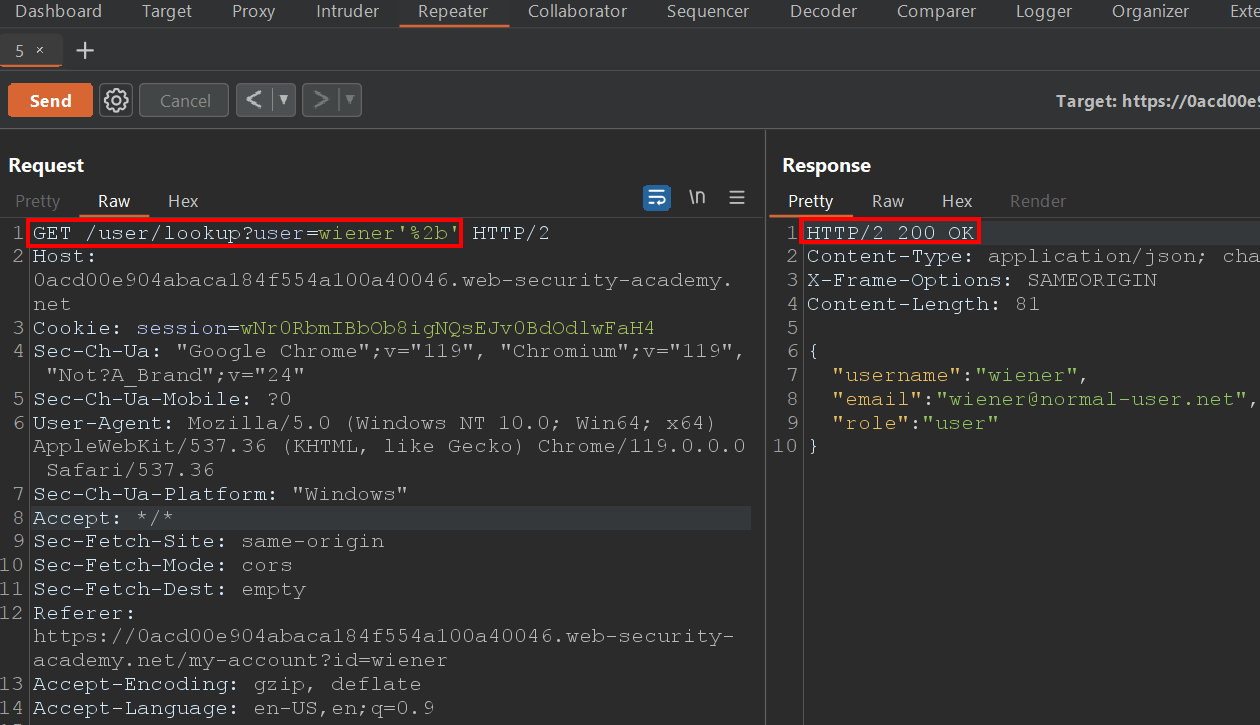 Dashboard Target Proxy Intruder Repeater Collaborator Sequencer Decoder Comparer Logger Organizer Exte
5 × +
Send Cancel < ▼ > ▼ Target: https://0acd00e9
Request
Pretty Raw Hex \n ≡
1 GET /user/lookup?user=wiener'%2b' HTTP/2
2 Host:
0acd00e904abaca184f554a100a40046.web-security-academy.
net
3 Cookie: session=wNr0RbmIBbOb8igNQsEJv0BdOdlwFaH4
4 Sec-Ch-Ua: "Google Chrome";v="119", "Chromium";v="119",
"Not?A_Brand";v="24"
5 Sec-Ch-Ua-Mobile: ?0
6 User-Agent: Mozilla/5.0 (Windows NT 10.0; Win64; x64)
AppleWebKit/537.36 (KHTML, like Gecko) Chrome/119.0.0.0
Safari/537.36
7 Sec-Ch-Ua-Platform: "Windows"
8 Accept: */*
9 Sec-Fetch-Site: same-origin
10 Sec-Fetch-Mode: cors
11 Sec-Fetch-Dest: empty
12 Referer:
https://0acd00e904abaca184f554a100a40046.web-security-
academy.net/my-account?id=wiener
13 Accept-Encoding: gzip, deflate
14 Accept-Language: en-US,en;q=0.9
Response
Pretty Raw Hex Render
1 HTTP/2 200 OK
2 Content-Type: application/json; cha
3 X-Frame-Options: SAMEORIGIN
4 Content-Length: 81
5
6 {
7 "username":"wiener",
8 "email":"wiener@normal-user.net",
9 "role":"user"
10 }